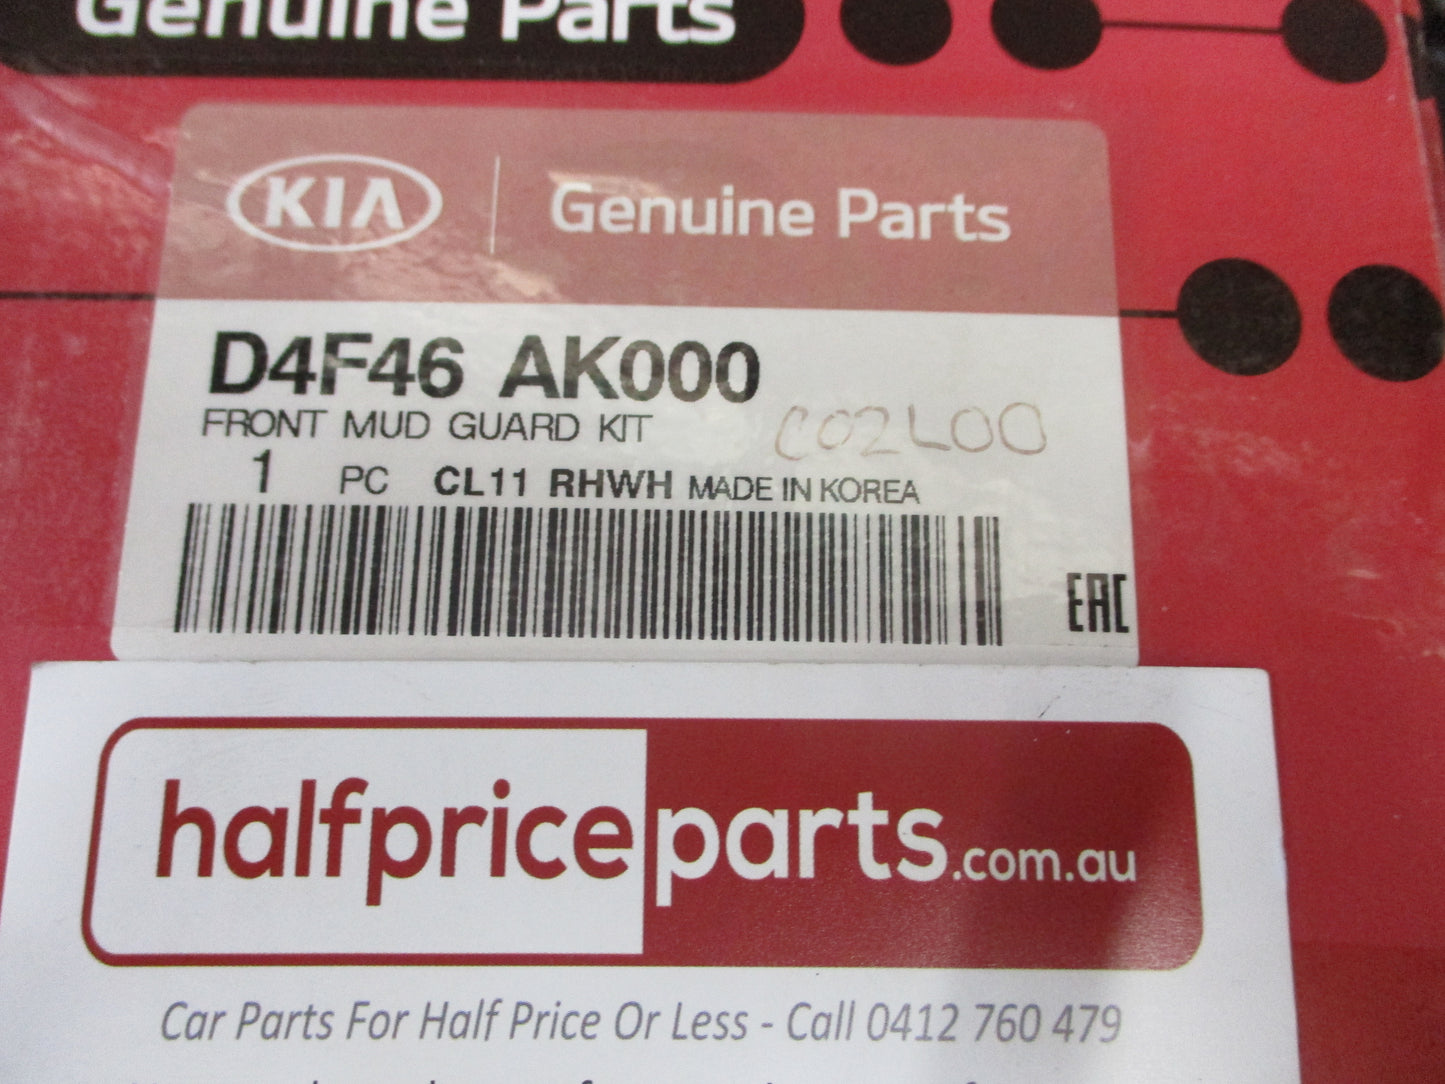 Genuine Parts
KIA Genuine Parts
D4F46 AK000
FRONT MUD GUARD KIT
C02L00
1 PC CL11 RHWH MADE IN KOREA
EAC
halfpriceparts.com.au
Car Parts For Half Price Or Less - Call 0412 760 479